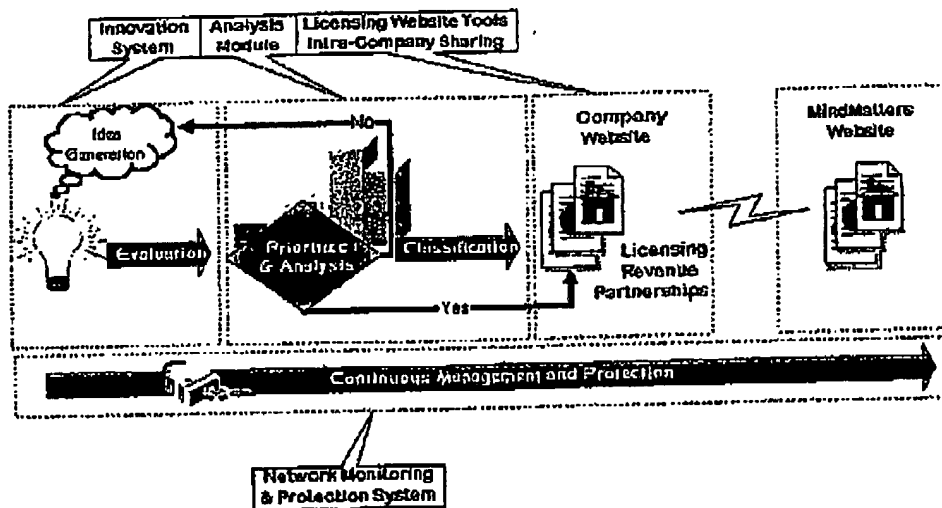 Innovation
System
Analysis
Module
Licensing Website Tools
Intra-Company Sharing
Idea
Generation
No
Company
Website
MindMatters
Website
Evaluation
& Analysis
Classification
Licensing
Revenue
Partnerships
Yes
Continuous Management and Protection
Network Monitoring
& Protection System